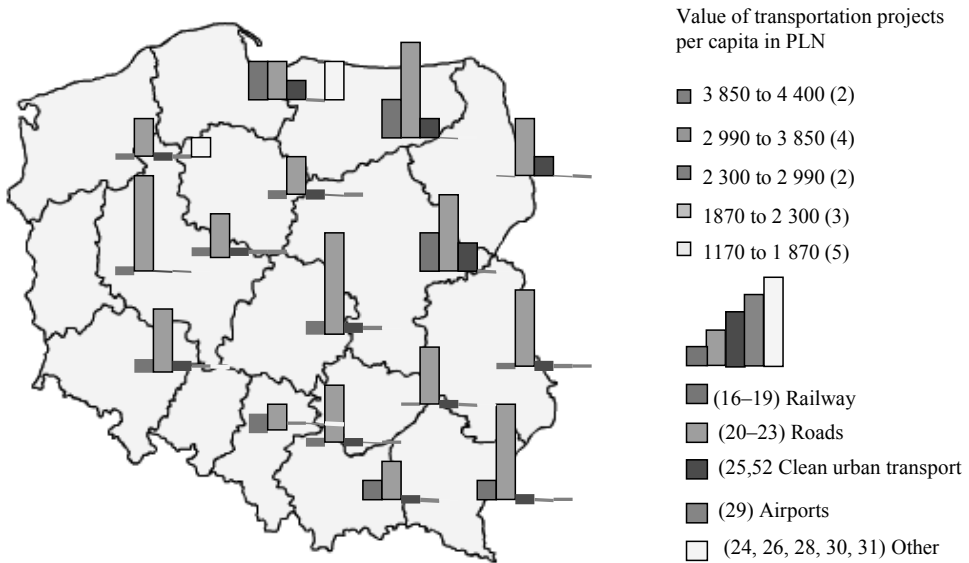 Value of transportation projects
per capita in PLN
3 850 to 4 400 (2)
2 990 to 3 850 (4)
2 300 to 2 990 (2)
1870 to 2 300 (3)
1170 to 1 870 (5)
(16–19) Railway
(20–23) Roads
(25,52 Clean urban transport
(29) Airports
(24, 26, 28, 30, 31) Other